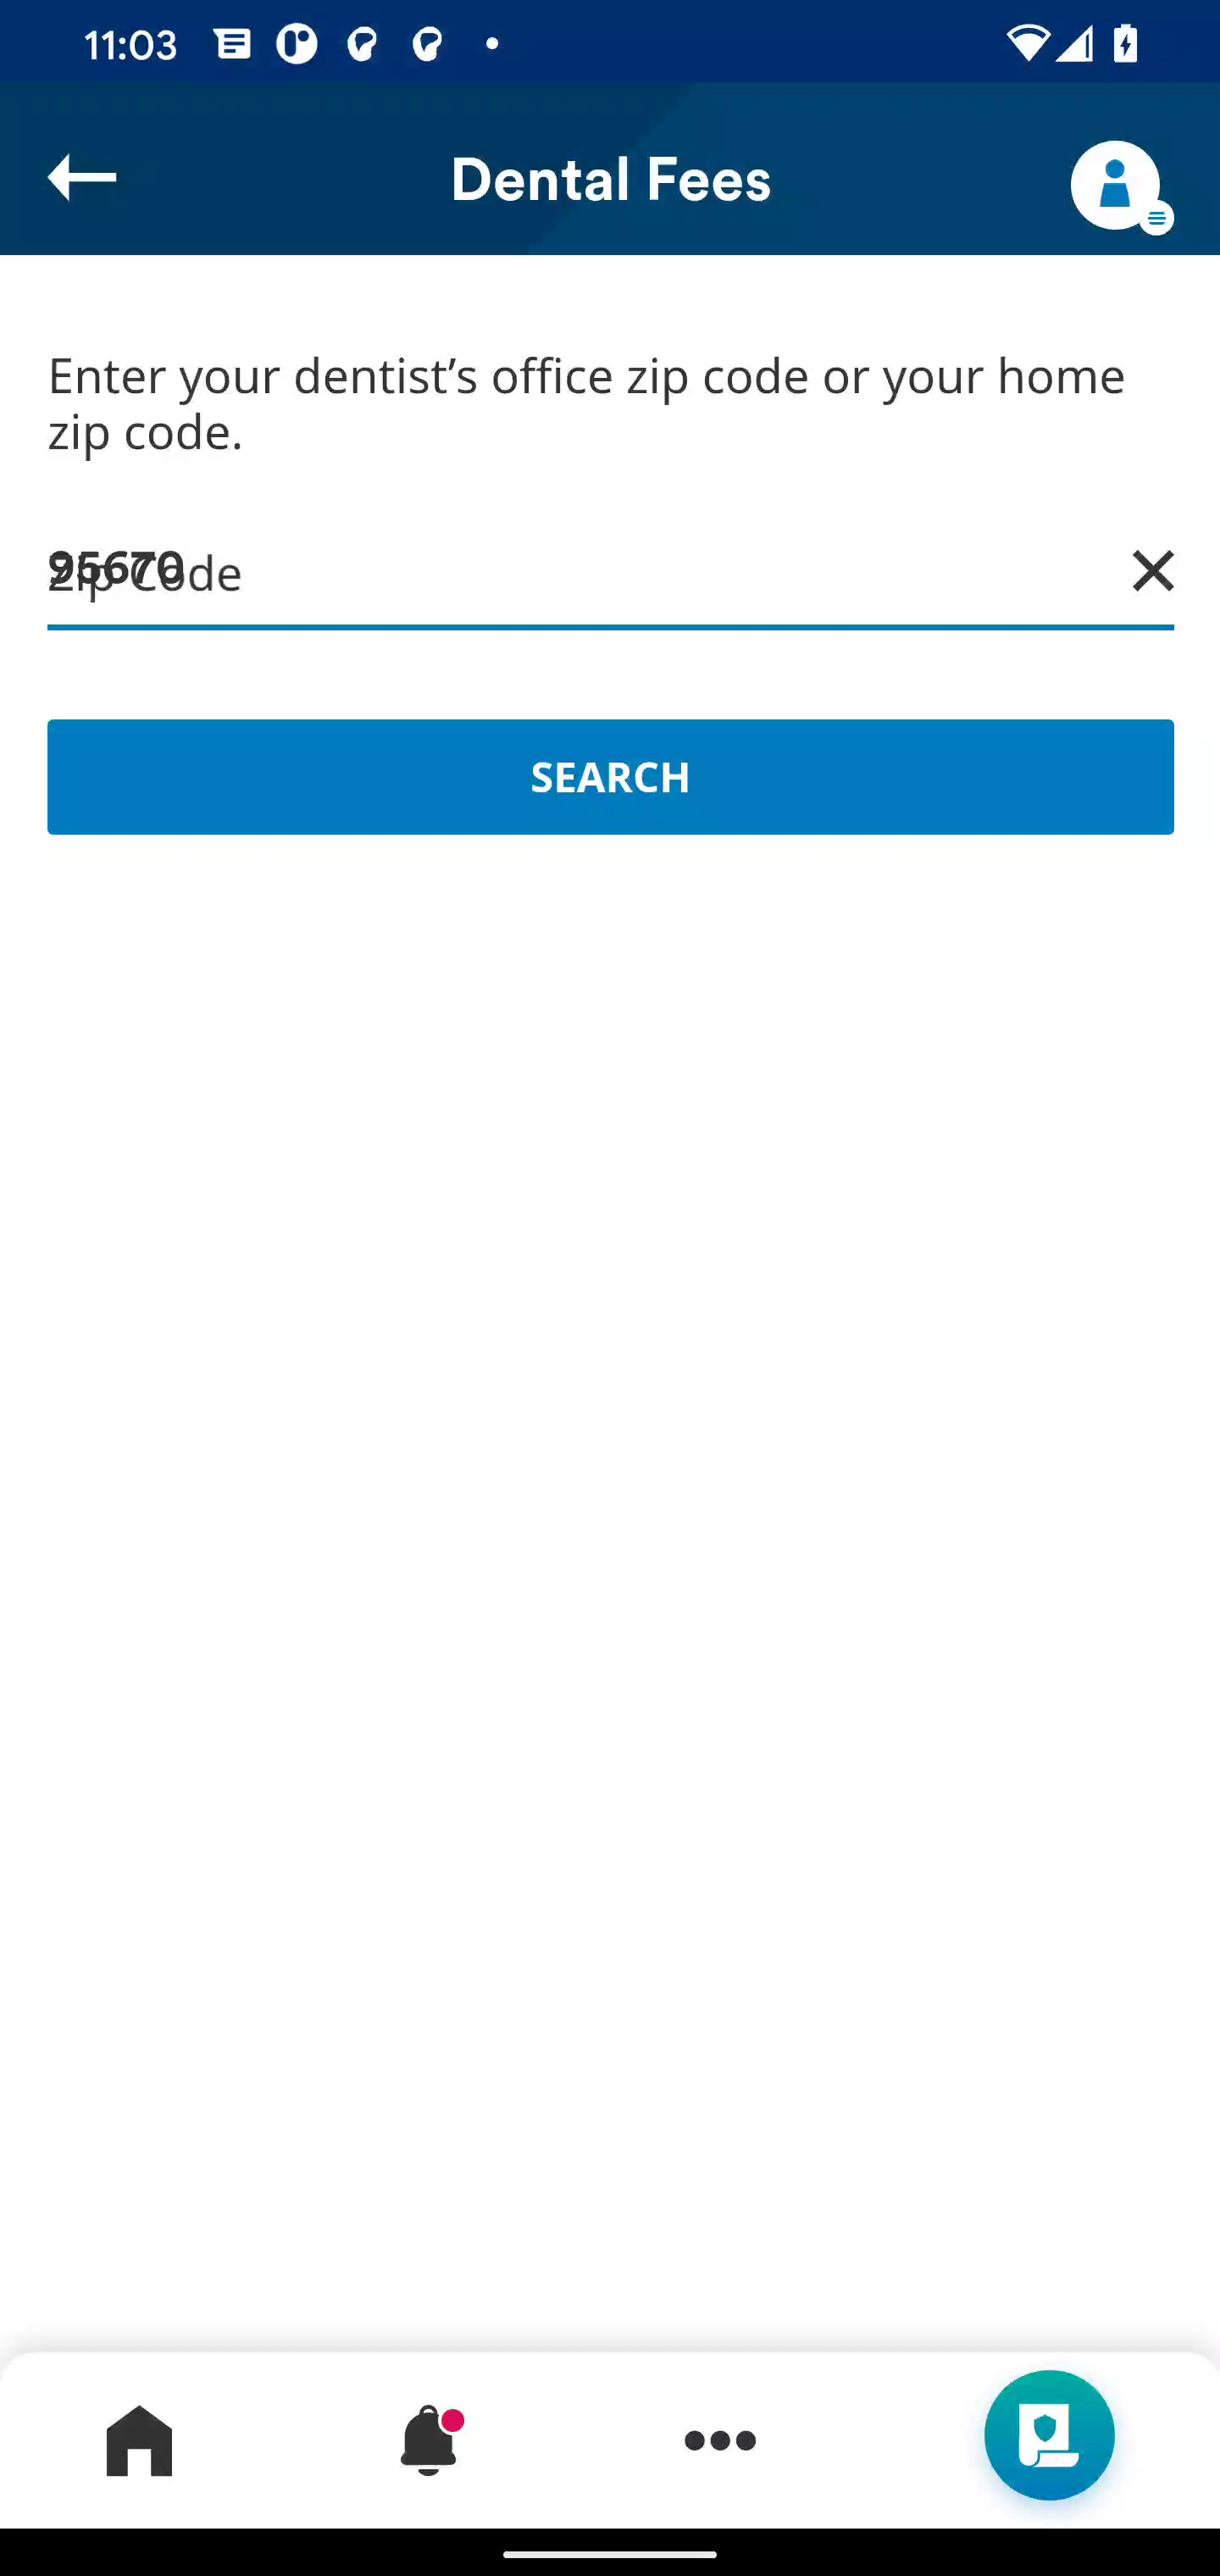 11:03
Dental Fees
Enter your dentist’s office zip code or your home
zip code.
Zip Code
95670
SEARCH